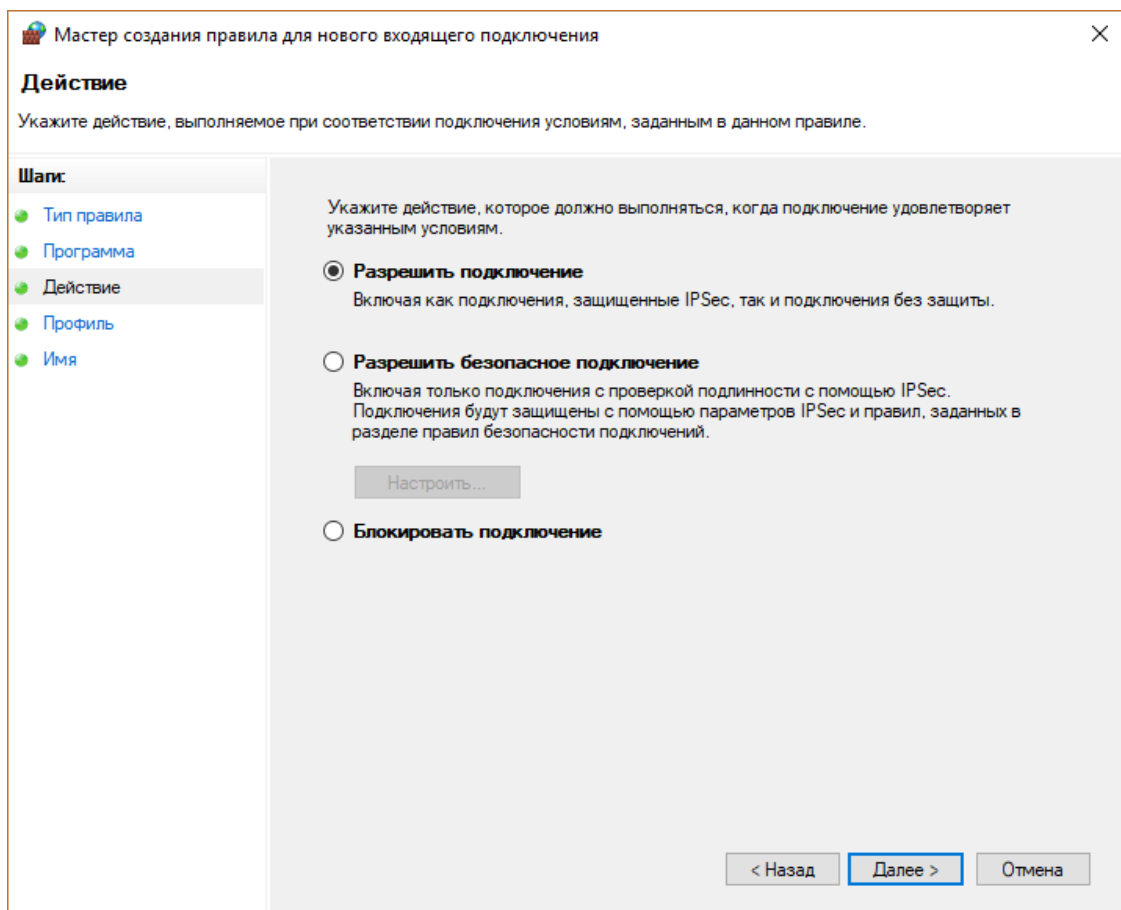 Мастер создания правила для нового входящего подключения
Действие
Укажите действие, выполняемое при соответствии подключения условиям, заданным в данном правиле.
Шаги:
Тип правила
Программа
Действие
Профиль
Имя
Укажите действие, которое должно выполняться, когда подключение удовлетворяет
указанным условиям.
Разрешить подключение
Включая как подключения, защищенные IPSec, так и подключения без защиты.
Разрешить безопасное подключение
Включая только подключения с проверкой подлинности с помощью IPSec.
Подключения будут защищены с помощью параметров IPSec и правил, заданных в
разделе правил безопасности подключений.
Настроить...
Блокировать подключение
< Назад
Далее >
Отмена